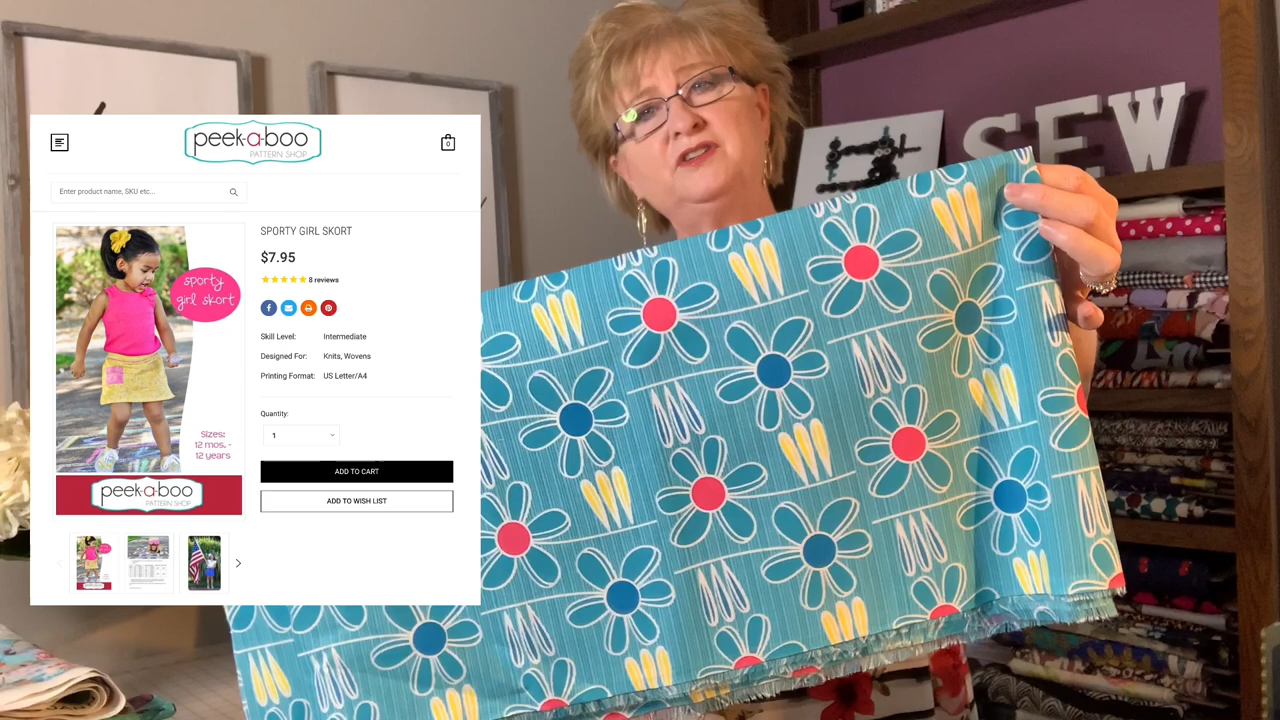 peek-a-boo
PATTERN SHOP
0
Enter product name, SKU etc...
SPORTY GIRL SKORT
$7.95
8 reviews
Skill Level: Intermediate
Designed For: Knits, Wovens
Printing Format: US Letter/A4
Quantity:
1
ADD TO CART
ADD TO WISH LIST
sporty
girl skort
Sizes:
12 mos. -
12 years
peek-a-boo
PATTERN SHOP
SEW